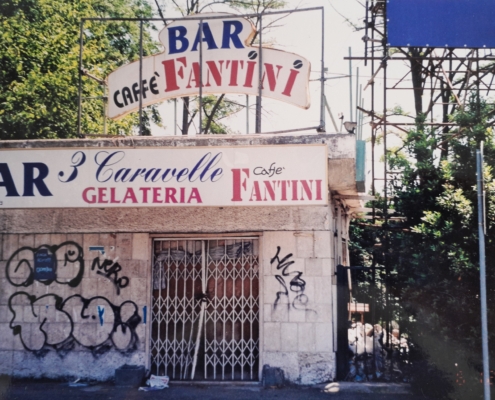 BAR
CAFFÈ FANTINI
AR 3 Caravelle
GELATERIA
Caffè
FANTINI